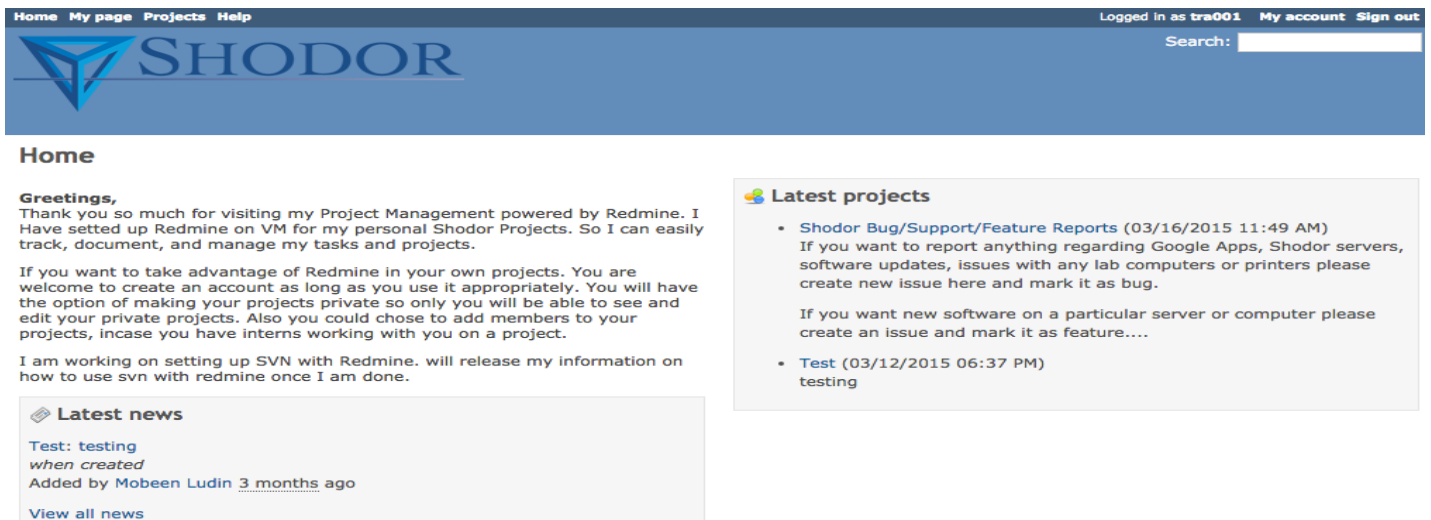 Home My page Projects Help
Logged in as tra001 My account Sign out
SHODOR
Search:
Home
Greetings,
Thank you so much for visiting my Project Management powered by Redmine. I
Have setted up Redmine on VM for my personal Shodor Projects. So I can easily
track, document, and manage my tasks and projects.
If you want to take advantage of Redmine in your own projects. You are
welcome to create an account as long as you use it appropriately. You will have
the option of making your projects private so only you will be able to see and
edit your private projects. Also you could chose to add members to your
projects, incase you have interns working with you on a project.
I am working on setting up SVN with Redmine. will release my information on
how to use svn with redmine once I am done.
Latest news
Test: testing
when created
Added by Mobeen Ludin 3 months ago
View all news
Latest projects
• Shodor Bug/Support/Feature Reports (03/16/2015 11:49 AM)
If you want to report anything regarding Google Apps, Shodor servers,
software updates, issues with any lab computers or printers please
create new issue here and mark it as bug.
If you want new software on a particular server or computer please
create an issue and mark it as feature....
• Test (03/12/2015 06:37 PM)
testing